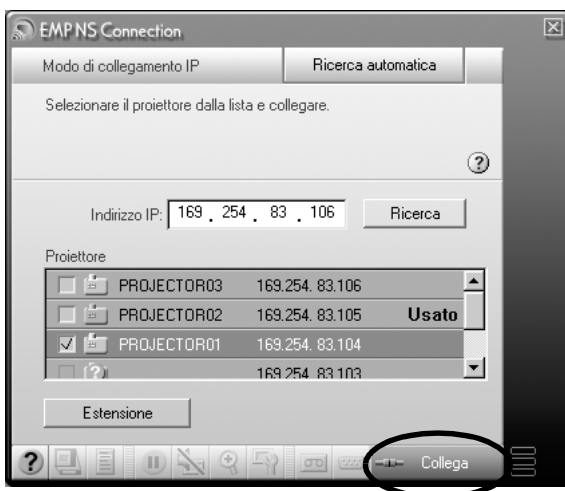 EMP NS Connection
Modo di collegamento IP
Ricerca automatica
Selezionare il proiettore dalla lista e collegare.
?
Indirizzo IP: 169 . 254 . 83 . 106 Ricerca
Proiettore
PROJECTOR03 169.254. 83.106
PROJECTOR02 169.254. 83.105 Usato
PROJECTOR01 169.254. 83.104
? 169.254. 83.103
Estensione
? Collega